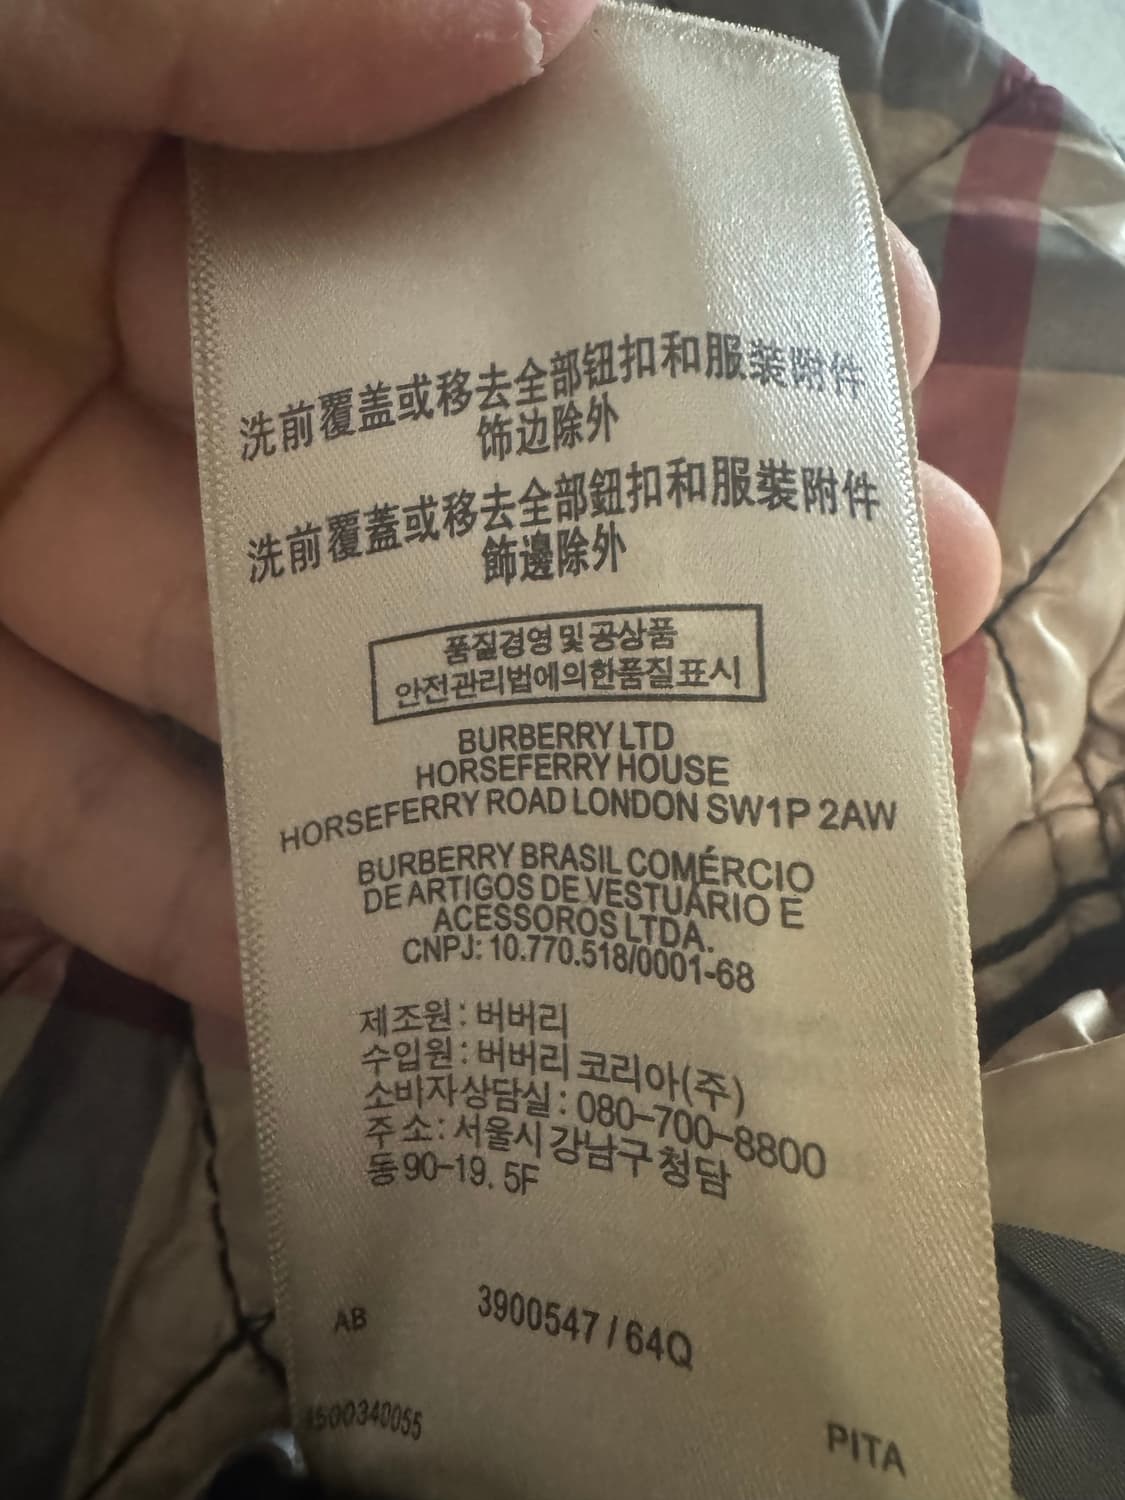 洗前覆盖或移去全部钮扣和服装附件
饰边除外
洗前覆蓋或移去全部鈕扣和服裝附件
飾邊除外
품질경영 및 공상품
안전관리법에의한품질표시
BURBERRY LTD
HORSEFERRY HOUSE
HORSEFERRY ROAD LONDON SW1P 2AW
BURBERRY BRASIL COMÉRCIO
DE ARTIGOS DE VESTUÁRIO E
ACESSOROS LTDA.
CNPJ: 10.770.518/0001-68
제조원 : 버버리
수입원 : 버버리 코리아(주)
소비자상담실 : 080-700-8800
주소 : 서울시 강남구 청담
동 90-19. 5F
AB 3900547 / 64Q
PITA